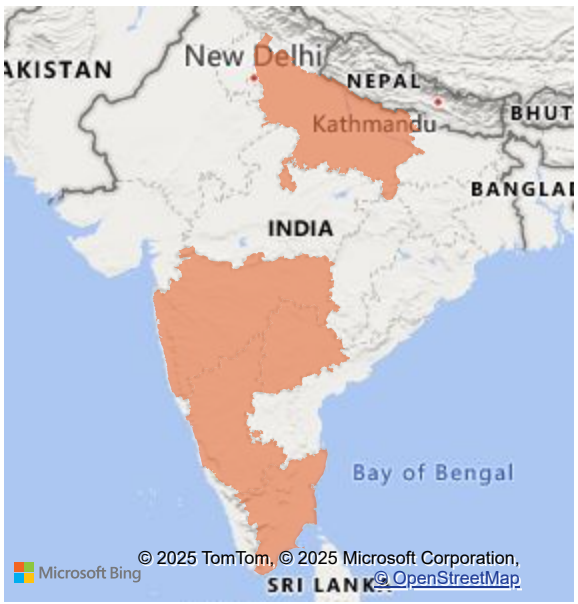 New Delhi
AKISTAN
NEPAL
Kathmandu
BHUT
BANGLAD
INDIA
Bay of Bengal
© 2025 TomTom, © 2025 Microsoft Corporation,
Microsoft Bing
© OpenStreetMap
SRI LANKA